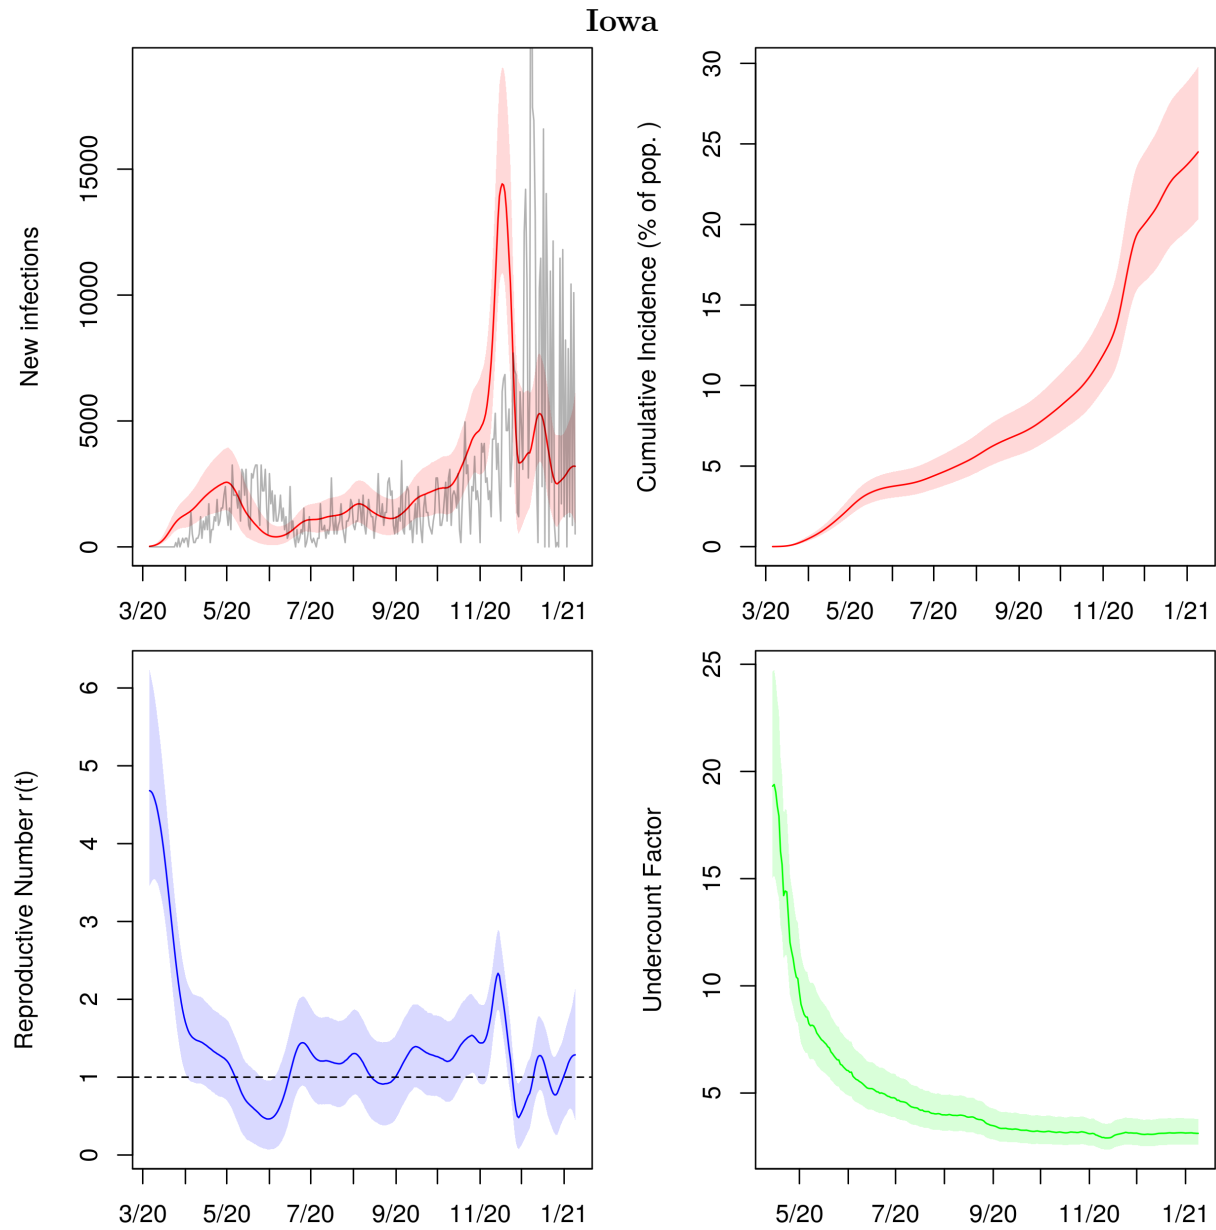 Iowa
New infections
0
5000
10000
15000
3/20 5/20 7/20 9/20 11/20 1/21
Cumulative Incidence (% of pop. )
0
5
10
15
20
25
30
3/20 5/20 7/20 9/20 11/20 1/21
Reproductive Number r(t)
0
1
2
3
4
5
6
3/20 5/20 7/20 9/20 11/20 1/21
Undercount Factor
5
10
15
20
25
5/20 7/20 9/20 11/20 1/21